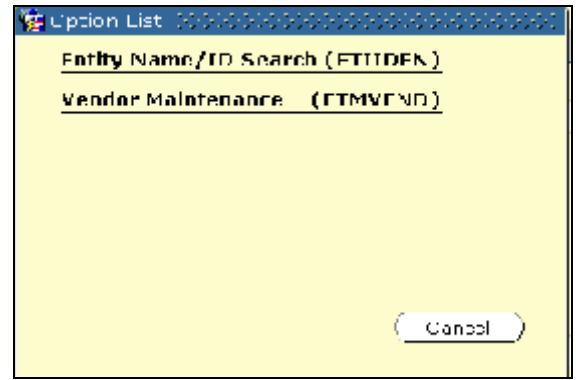 Option List
Entity Name/ID Search (FTIIDEN)
Vendor Maintenance (FTMVEND)
Cancel